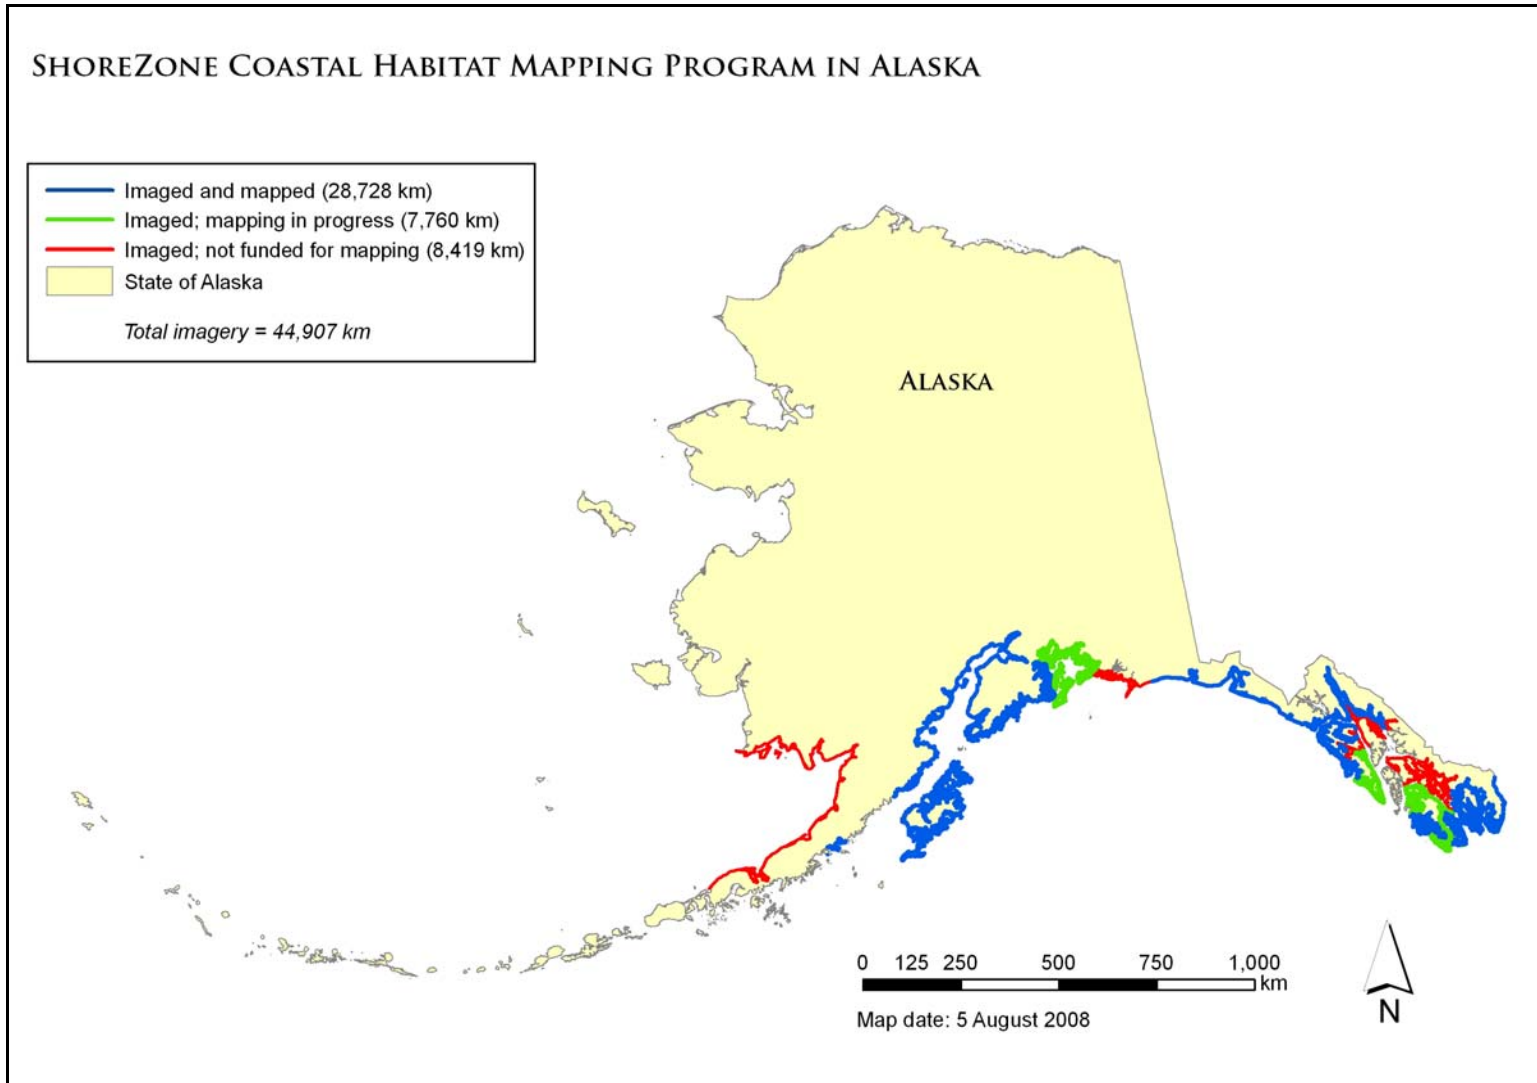 SHOREZONE COASTAL HABITAT MAPPING PROGRAM IN ALASKA
Imaged and mapped (28,728 km)
Imaged; mapping in progress (7,760 km)
Imaged; not funded for mapping (8,419 km)
State of Alaska
Total imagery = 44,907 km
ALASKA
0 125 250 500 750 1,000
km
Map date: 5 August 2008
N